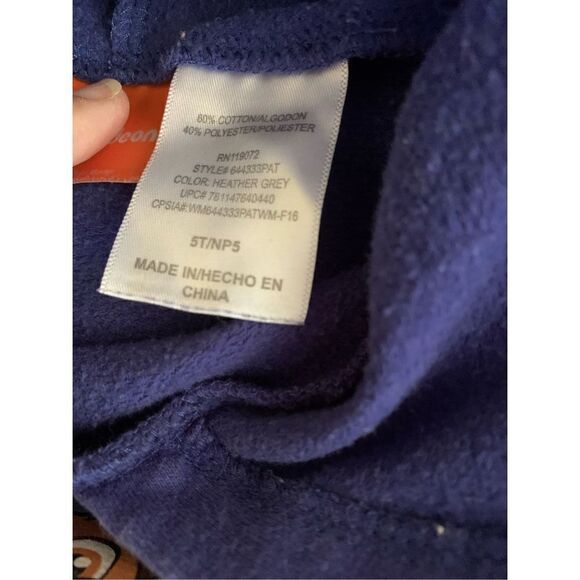 60% COTTON/ALGODON
40% POLYESTER/POLIESTER
RN119072
STYLE# 644333PAT
COLOR: HEATHER GREY
UPC# 781147640440
CPSIA#:WM644333PATWM-F16
5T/NP5
MADE IN/HECHO EN
CHINA